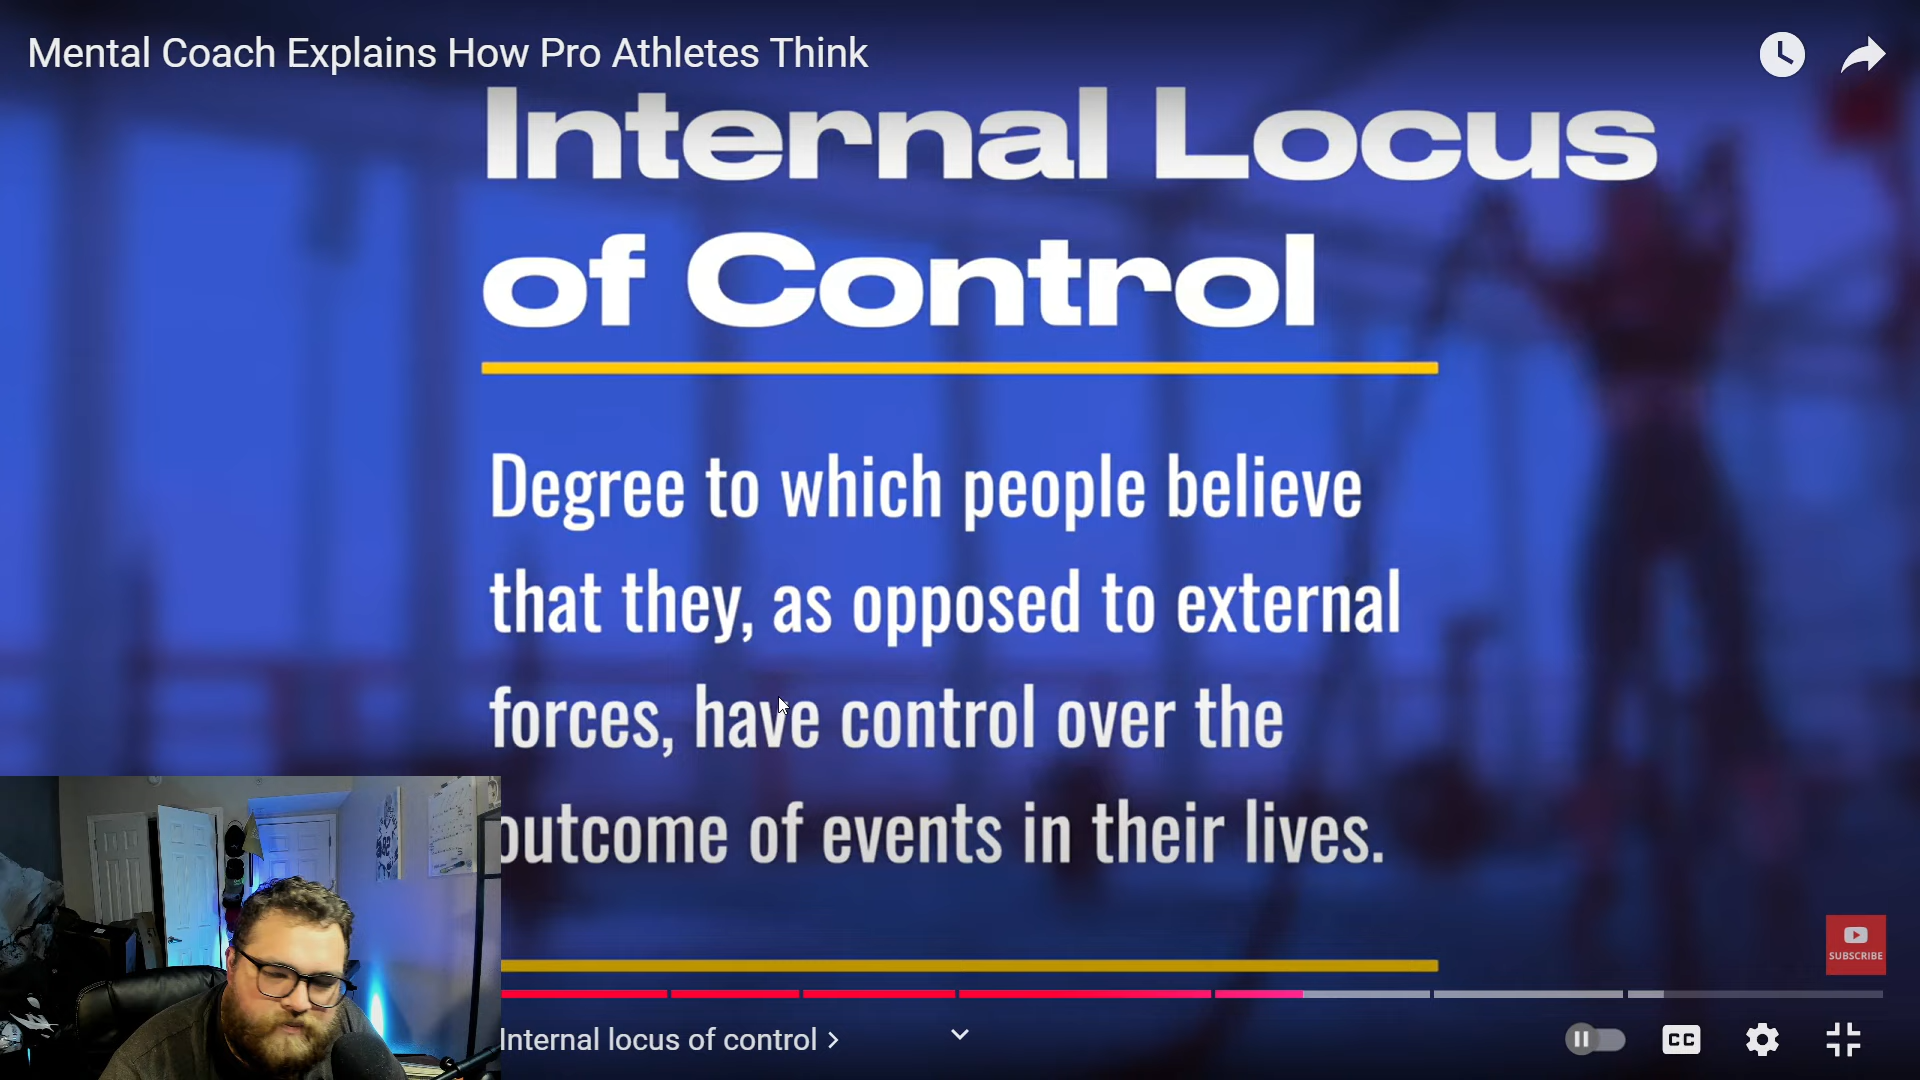 Mental Coach Explains How Pro Athletes Think
Internal Locus
of Control
Degree to which people believe
that they, as opposed to external
forces, have control over the
outcome of events in their lives.
SUBSCRIBE
Internal locus of control >
CC